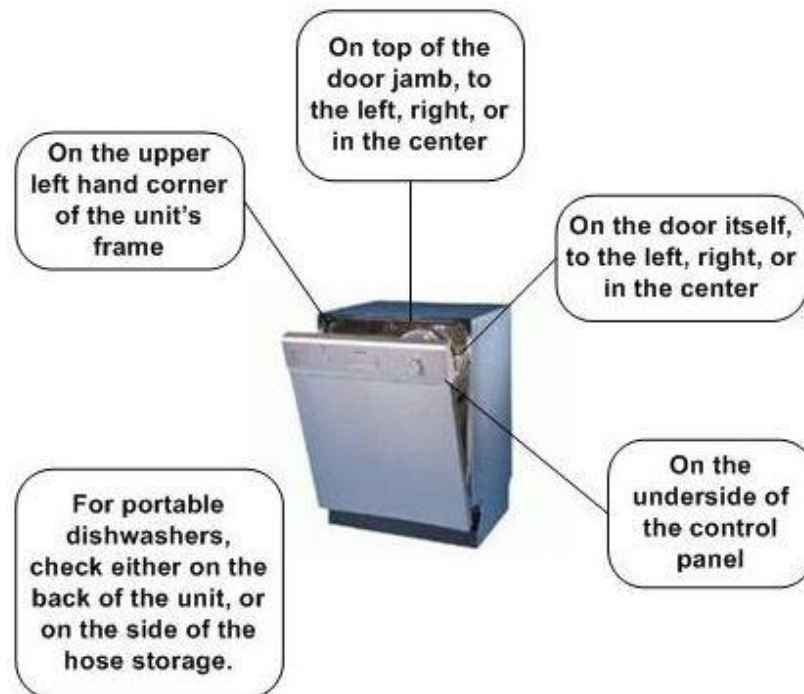 On top of the
door jamb, to
the left, right, or
in the center
On the upper
left hand corner
of the unit's
frame
On the door itself,
to the left, right, or
in the center
On the
underside of
the control
panel
For portable
dishwashers,
check either on the
back of the unit, or
on the side of the
hose storage.